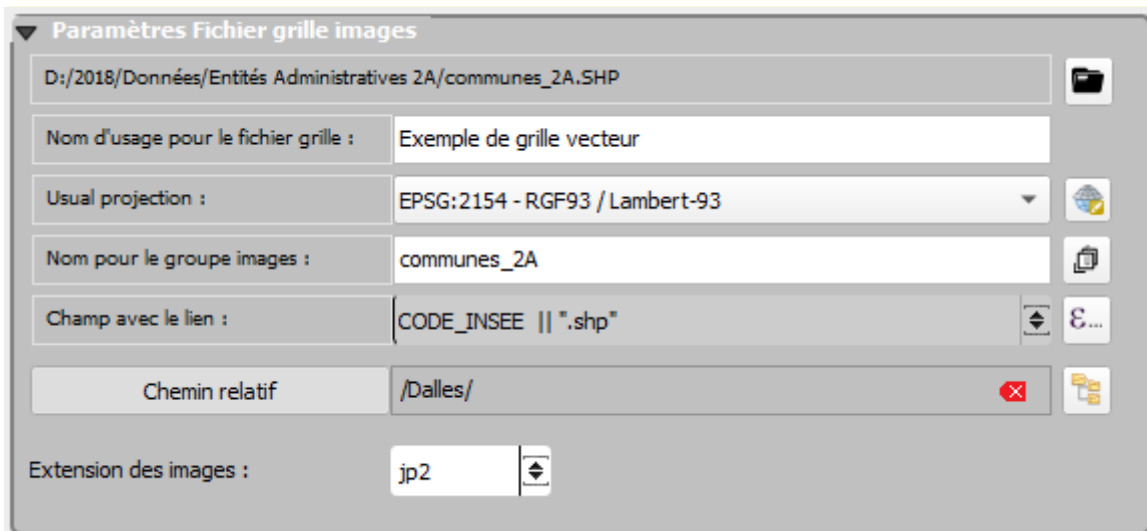 Paramètres Fichier grille images
D:/2018/Données/Entités Administratives 2A/communes_2A.SHP
Nom d'usage pour le fichier grille : Exemple de grille vecteur
Usual projection : EPSG:2154 - RGF93 / Lambert-93
Nom pour le groupe images : communes_2A
Champ avec le lien : CODE_INSEE || ".shp" ε...
Chemin relatif /Dalles/
Extension des images : jp2